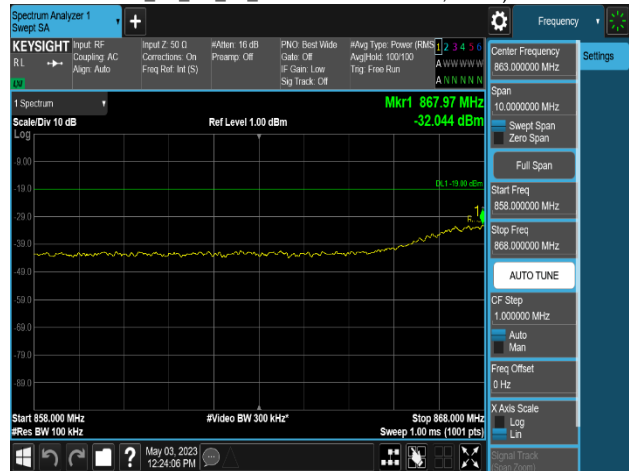 Spectrum Analyzer 1
Swept SA
Frequency
KEYSIGHT
Input: RF
Input Z: 50 Ω
#Atten: 16 dB
PNO: Best Wide
#Avg Type: Power (RMS
1 2 3 4 5 6
RL
Coupling: AC
Corrections: On
Preamp: Off
Gate: Off
Avg|Hold: 100/100
A W W W W W
Align: Auto
Freq Ref: Int (S)
IF Gain: Low
Trig: Free Run
Sig Track: Off
A N N N N N
1 Spectrum
Mkr1 867.97 MHz
Scale/Div 10 dB
Ref Level 1.00 dBm
-32.044 dBm
Log
-9.00
-19.0
DL1 -19.00 dBm
-29.0
1
-39.0
-49.0
-59.0
-69.0
-79.0
-89.0
Start 858.000 MHz
#Video BW 300 kHz*
Stop 868.000 MHz
#Res BW 100 kHz
Sweep 1.00 ms (1001 pts)
?
May 03, 2023
12:24:06 PM
Center Frequency
863.000000 MHz
Settings
Span
10.0000000 MHz
Swept Span
Zero Span
Full Span
Start Freq
858.000000 MHz
Stop Freq
868.000000 MHz
AUTO TUNE
CF Step
1.000000 MHz
Auto
Man
Freq Offset
0 Hz
X Axis Scale
Log
Lin
Signal Track
(Span Zoom)